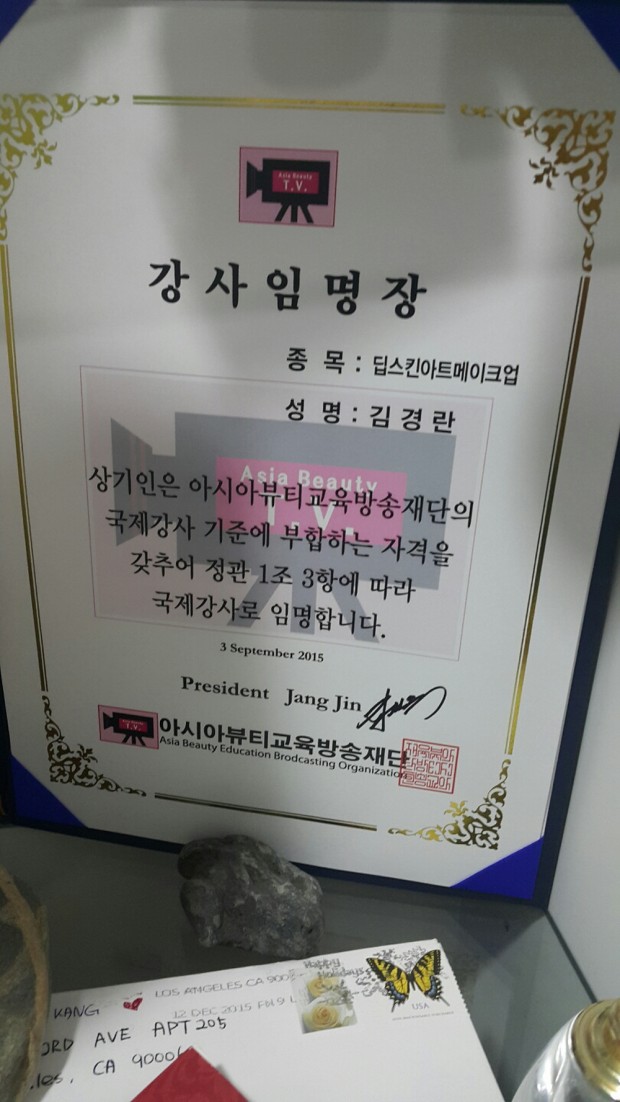 Asia Beauty
T.V.
강사임명장
종 목 : 딥스킨아트메이크업
성 명 : 김경란
Asia Beauty
T.V.
상기인은 아시아뷰티교육방송재단의
국제강사 기준에 부합하는 자격을
갖추어 정관 1조 3항에 따라
국제강사로 임명합니다.
3 September 2015
President Jang Jin
T.V.
아시아뷰티교육방송재단
Asia Beauty Education Brodcasting Organization
Happy
Holidays
LOS ANGELES CA 900
12 DEC 2015 PM 9 L
USA
KANG
ORD AVE APT 205
les, CA 90006